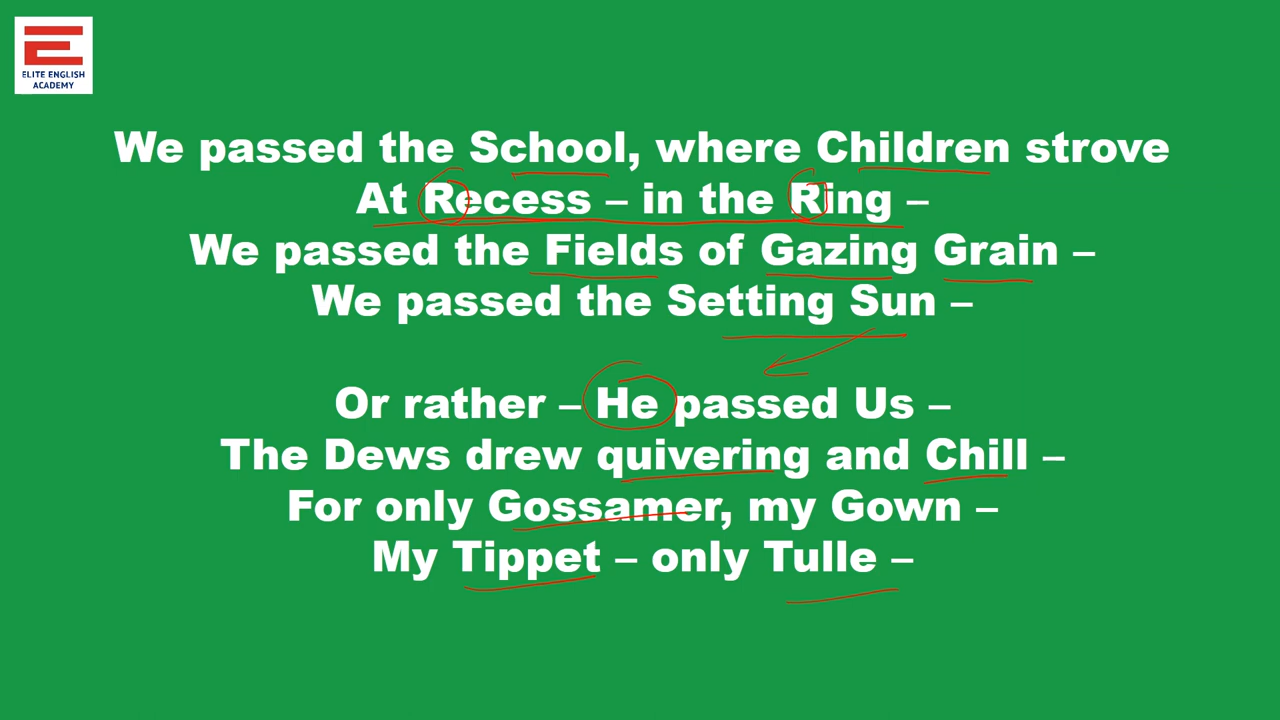 ELITE ENGLISH
ACADEMY
We passed the School, where Children strove
At Recess – in the Ring –
We passed the Fields of Gazing Grain –
We passed the Setting Sun –
Or rather – He passed Us –
The Dews drew quivering and Chill –
For only Gossamer, my Gown –
My Tippet – only Tulle –